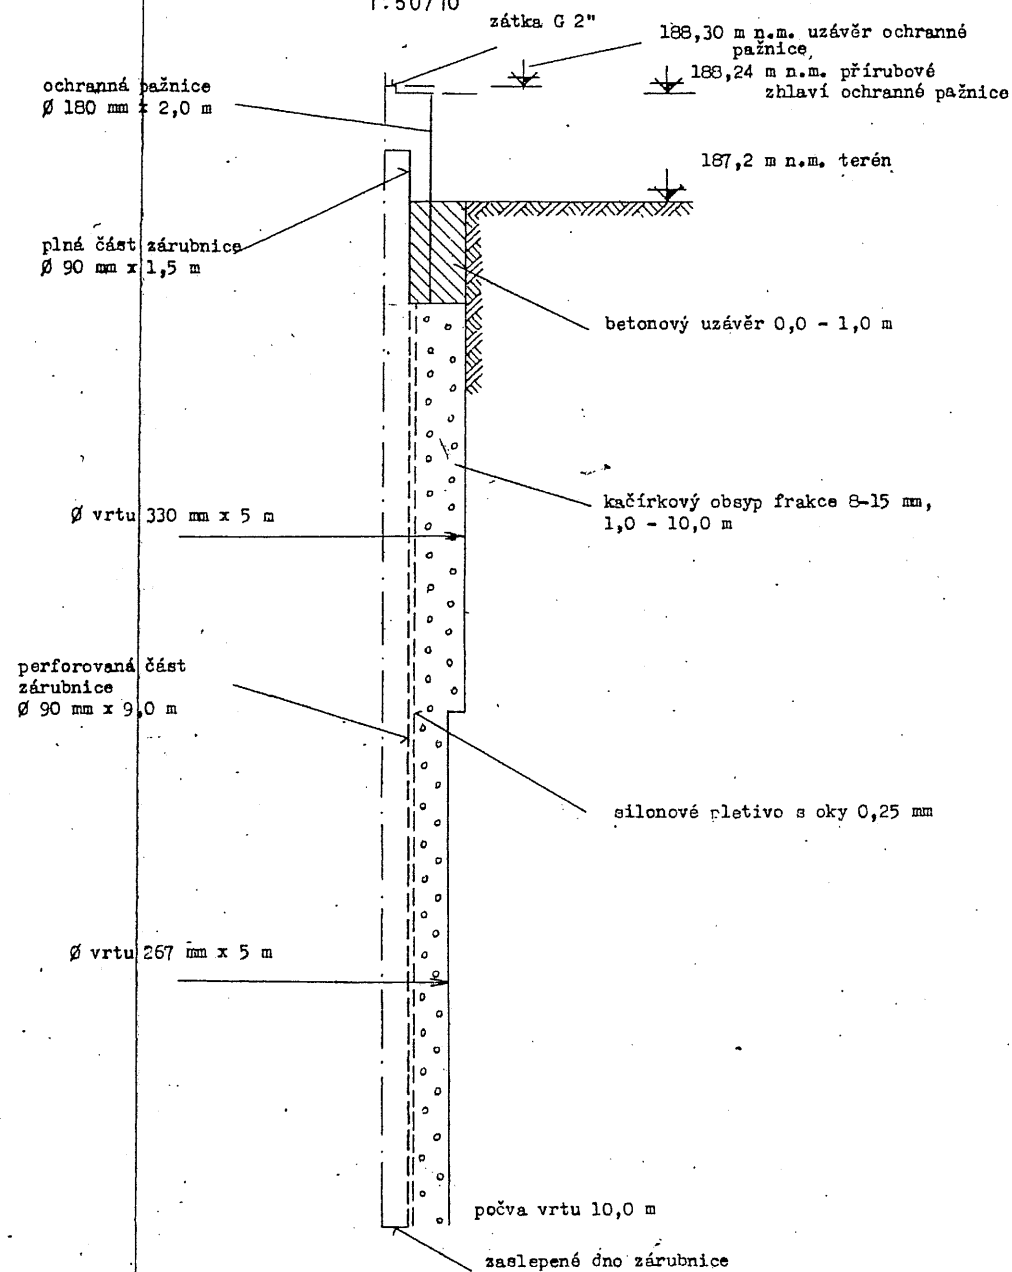 1:50/10
zátka G 2"
188,30 m n.m. uzávěr ochranné
pažnice,
188,24 m n.m. přírubové
zhlaví ochranné pažnice
ochranná pažnice
Ø 180 mm x 2,0 m
187,2 m n.m. terén
plná část zárubnice
Ø 90 mm x 1,5 m
betonový uzávěr 0,0 - 1,0 m
kačírkový obsyp frakce 8-15 mm,
1,0 - 10,0 m
Ø vrtu 330 mm x 5 m
perforovaná část
zárubnice
Ø 90 mm x 9,0 m
silonové pletivo s oky 0,25 mm
Ø vrtu 267 mm x 5 m
počva vrtu 10,0 m
zaslepené dno zárubnice